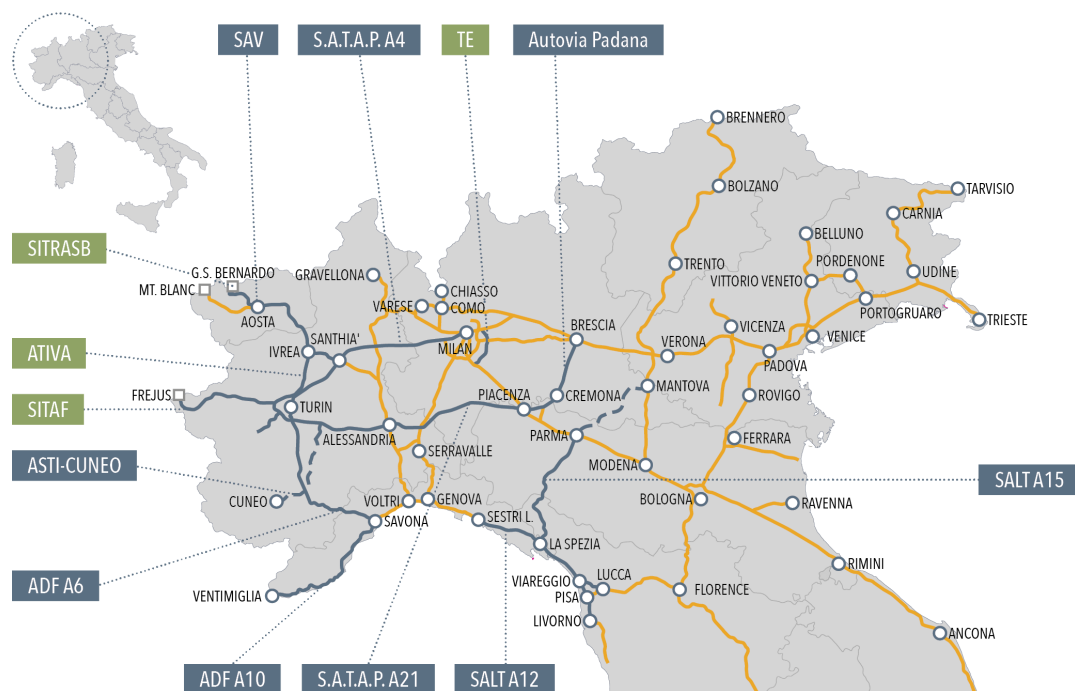 SAV
S.A.T.A.P. A4
TE
Autovia Padana
BRENNERO
BOLZANO
TARVISIO
CARNIA
BELLUNO
SITRASB
TRENTO
PORDENONE
G.S. BERNARDO
GRAVELLONA
UDINE
VITTORIO VENETO
MT. BLANC
CHIASSO
VARESE
COMO
PORTOGRUARO
AOSTA
TRIESTE
BRESCIA
VICENZA
SANTHIA'
VENICE
IVREA
MILAN
VERONA
ATIVA
PADOVA
MANTOVA
FREJUS
PIACENZA
CREMONA
ROVIGO
SITAF
TURIN
ALESSANDRIA
PARMA
FERRARA
SERRAVALLE
ASTI-CUNEO
MODENA
SALT A15
CUNEO
VOLTRI
GENOVA
BOLOGNA
RAVENNA
SAVONA
SESTRI L.
LA SPEZIA
RIMINI
ADF A6
VIAREGGIO
LUCCA
VENTIMIGLIA
PISA
FLORENCE
LIVORNO
ANCONA
ADF A10
S.A.T.A.P. A21
SALT A12